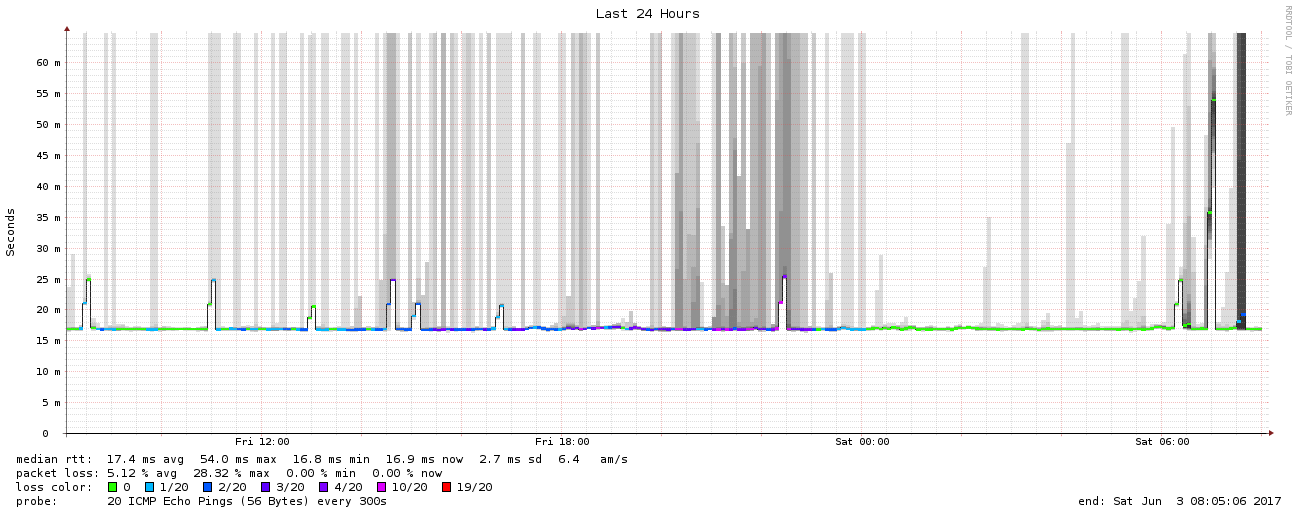 Last 24 Hours
RRDTOOL / TOBI OETIKER
Seconds
60 m
55 m
50 m
45 m
40 m
35 m
30 m
25 m
20 m
15 m
10 m
5 m
0
Fri 12:00 Fri 18:00 Sat 00:00 Sat 06:00
median rtt: 17.4 ms avg 54.0 ms max 16.8 ms min 16.9 ms now 2.7 ms sd 6.4 am/s
packet loss: 5.12 % avg 28.32 % max 0.00 % min 0.00 % now
loss color: 0 1/20 2/20 3/20 4/20 10/20 19/20
probe: 20 ICMP Echo Pings (56 Bytes) every 300s end: Sat Jun 3 08:05:06 2017